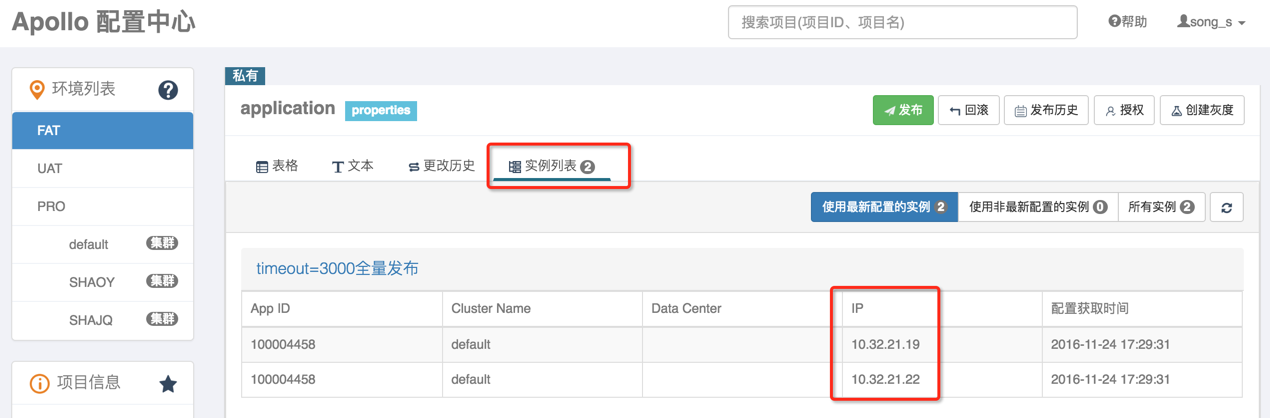 Apollo 配置中心
搜索项目(项目ID、项目名)
帮助
song_s
环境列表
FAT
UAT
PRO
default 集群
SHAOY 集群
SHAJQ 集群
项目信息
私有
application properties
发布 回滚 发布历史 授权 创建灰度
表格 文本 更改历史 实例列表 2
使用最新配置的实例 2 使用非最新配置的实例 0 所有实例 2
timeout=3000全量发布
App ID Cluster Name Data Center IP 配置获取时间
100004458 default 10.32.21.19 2016-11-24 17:29:31
100004458 default 10.32.21.22 2016-11-24 17:29:31